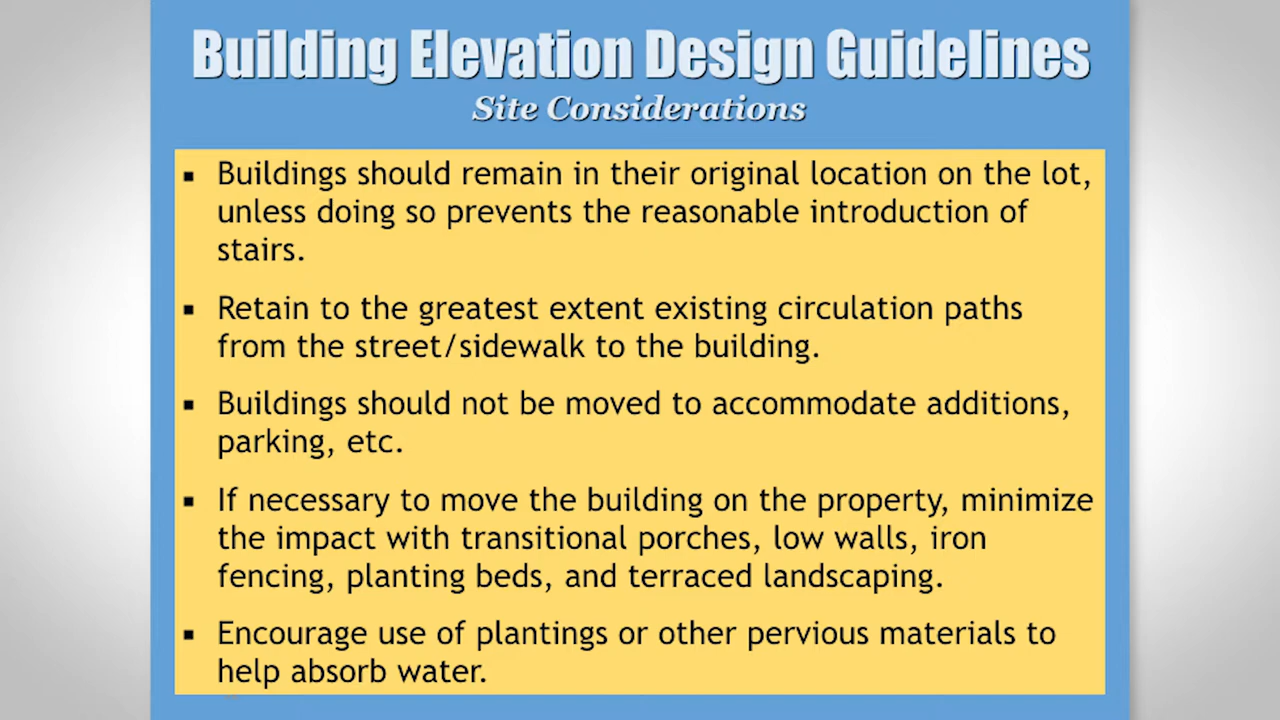 Building Elevation Design Guidelines
Site Considerations
▪ Buildings should remain in their original location on the lot,
unless doing so prevents the reasonable introduction of
stairs.
▪ Retain to the greatest extent existing circulation paths
from the street/sidewalk to the building.
▪ Buildings should not be moved to accommodate additions,
parking, etc.
▪ If necessary to move the building on the property, minimize
the impact with transitional porches, low walls, iron
fencing, planting beds, and terraced landscaping.
▪ Encourage use of plantings or other pervious materials to
help absorb water.